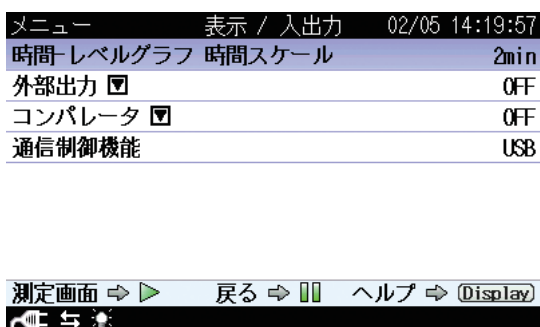 メニュー 表示 / 入出力 02/05 14:19:57
時間-レベルグラフ 時間スケール 2min
外部出力 ▼ OFF
コンパレータ ▼ OFF
通信制御機能 USB
測定画面 ⇨ ▷ 戻る ⇨ ▯▯ ヘルプ ⇨ Display